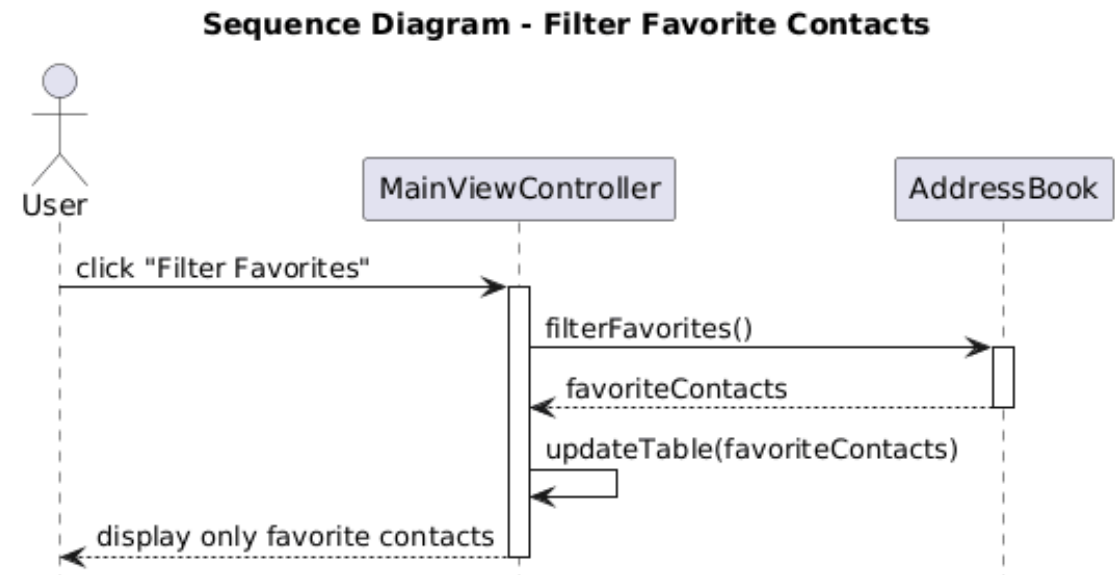 Sequence Diagram - Filter Favorite Contacts
User
MainViewController
AddressBook
click "Filter Favorites"
filterFavorites()
favoriteContacts
updateTable(favoriteContacts)
display only favorite contacts